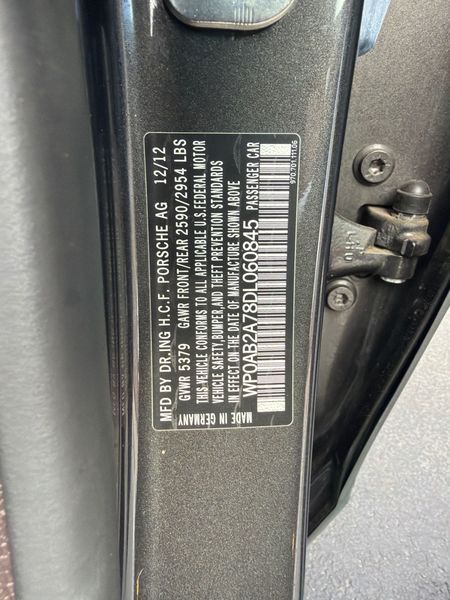 MFD BY DR.ING H.C.F. PORSCHE AG 12/12
GVWR 5379 GAWR FRONT/REAR 2590/2954 LBS
THIS VEHICLE CONFORMS TO ALL APPLICABLE U.S.FEDERAL MOTOR
VEHICLE SAFETY,BUMPER,AND THEFT PREVENTION STANDARDS
IN EFFECT ON THE DATE OF MANUFACTURE SHOWN ABOVE
WP0AB2A78DL060845 PASSENGER CAR
MADE IN GERMANY